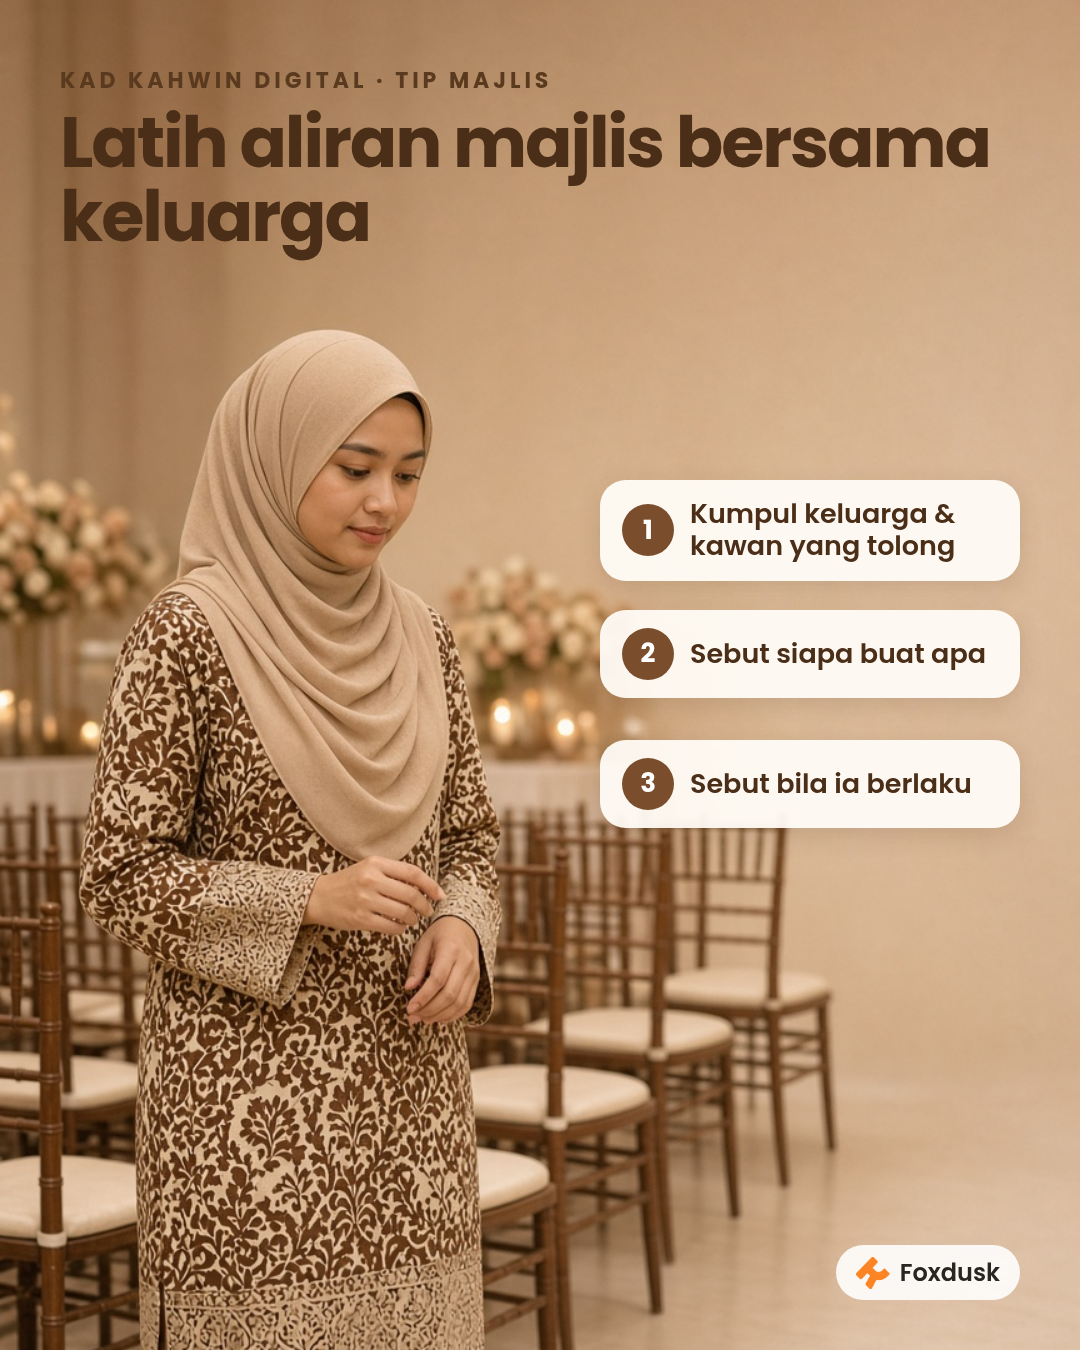 KAD KAHWIN DIGITAL · TIP MAJLIS
Latih aliran majlis bersama
keluarga
1
Kumpul keluarga &
kawan yang tolong
2
Sebut siapa buat apa
3
Sebut bila ia berlaku
Foxdusk